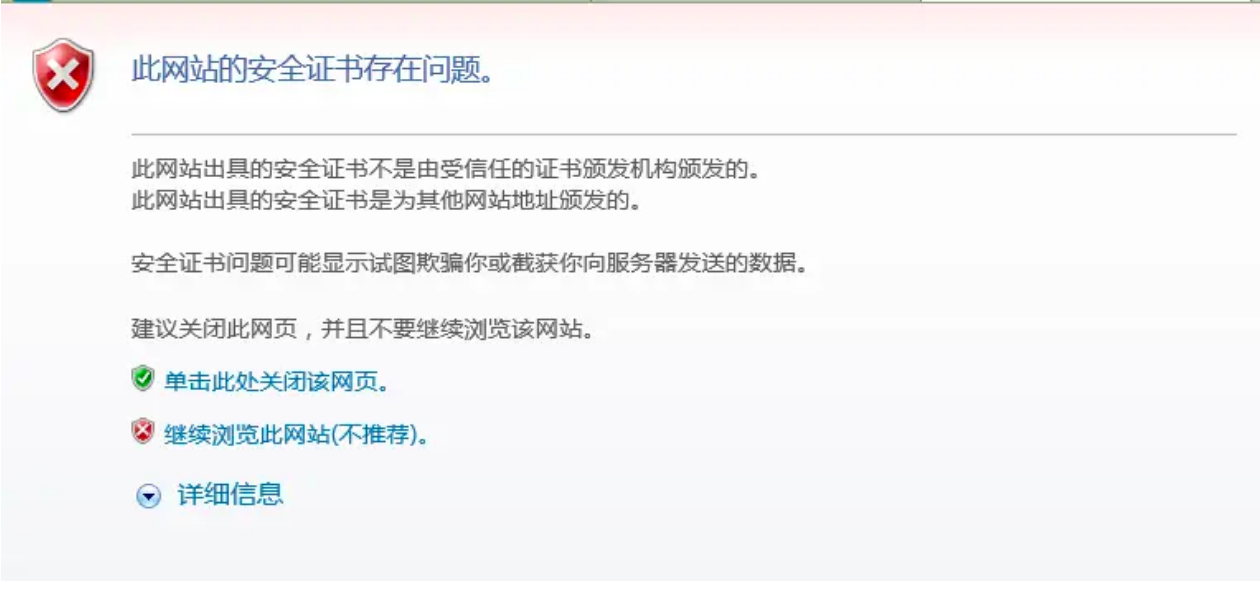 此网站的安全证书存在问题。
此网站出具的安全证书不是由受信任的证书颁发机构颁发的。
此网站出具的安全证书是为其他网站地址颁发的。
安全证书问题可能显示试图欺骗你或截获你向服务器发送的数据。
建议关闭此网页，并且不要继续浏览该网站。
单击此处关闭该网页。
继续浏览此网站(不推荐)。
详细信息